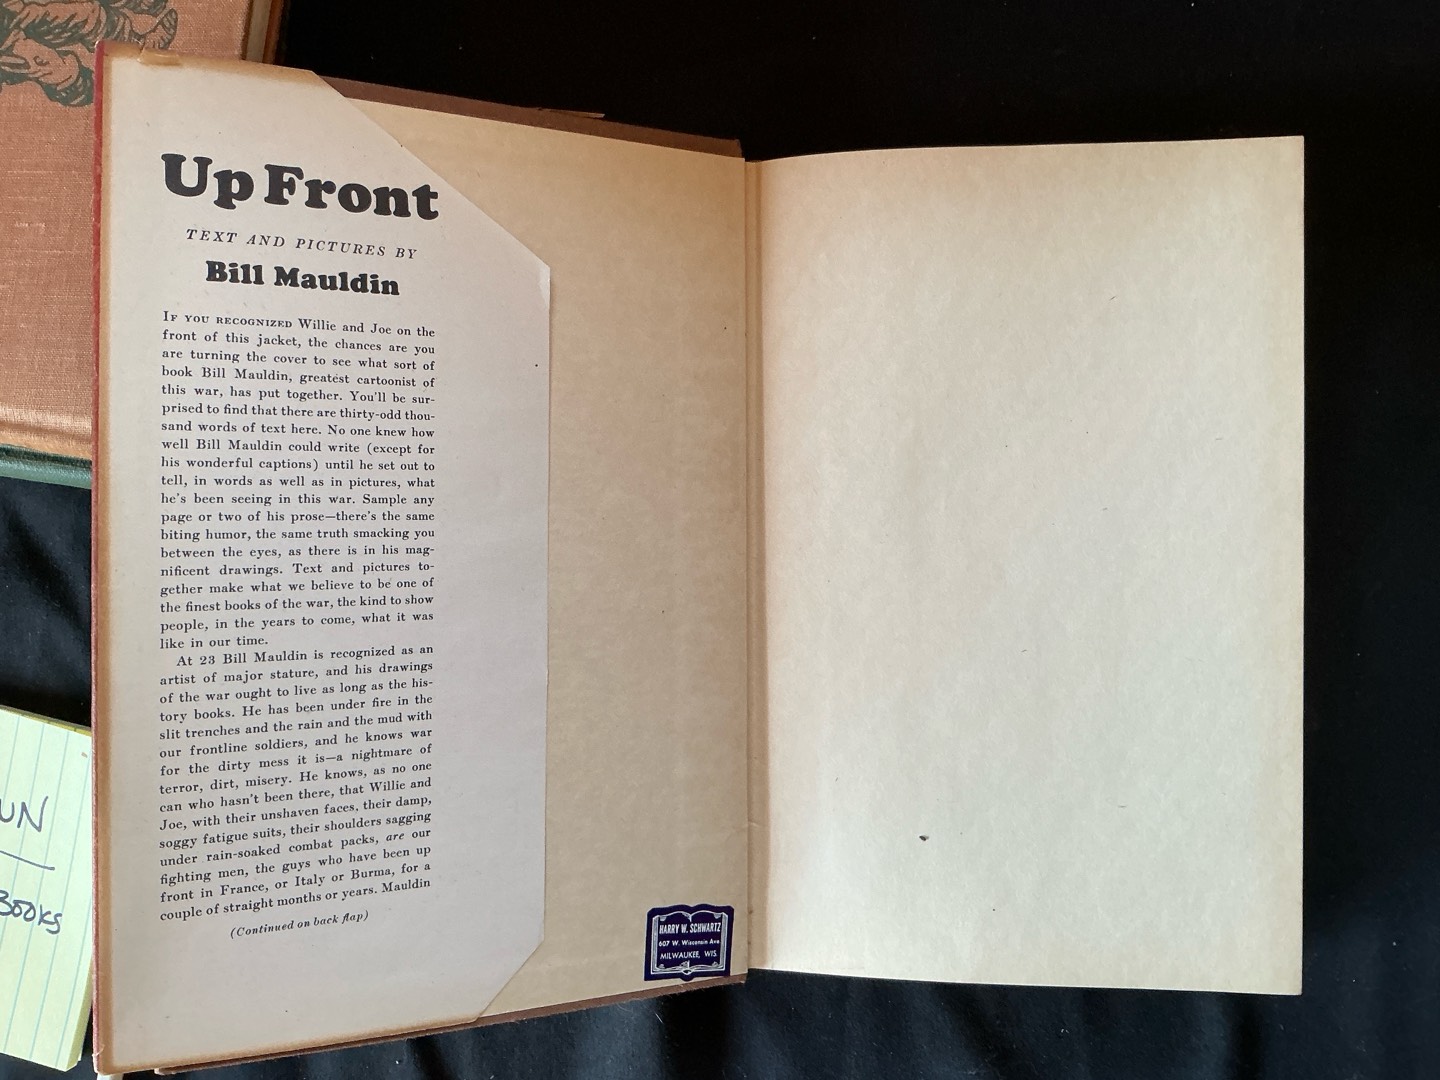 Up Front
TEXT AND PICTURES BY
Bill Mauldin
IF YOU RECOGNIZED Willie and Joe on the
front of this jacket, the chances are you
are turning the cover to see what sort of
book Bill Mauldin, greatest cartoonist of
this war, has put together. You'll be sur-
prised to find that there are thirty-odd thou-
sand words of text here. No one knew how
well Bill Mauldin could write (except for
his wonderful captions) until he set out to
tell, in words as well as in pictures, what
he's been seeing in this war. Sample any
page or two of his prose—there's the same
biting humor, the same truth smacking you
between the eyes, as there is in his mag-
nificent drawings. Text and pictures to-
gether make what we believe to be one of
the finest books of the war, the kind to show
people, in the years to come, what it was
like in our time.
At 23 Bill Mauldin is recognized as an
artist of major stature, and his drawings
of the war ought to live as long as the his-
tory books. He has been under fire in the
slit trenches and the rain and the mud with
our frontline soldiers, and he knows war
for the dirty mess it is—a nightmare of
terror, dirt, misery. He knows, as no one
can who hasn't been there, that Willie and
Joe, with their unshaven faces, their damp,
soggy fatigue suits, their shoulders sagging
under rain-soaked combat packs, are our
fighting men, the guys who have been up
front in France, or Italy or Burma, for a
couple of straight months or years. Mauldin
(Continued on back flap)
HARRY W. SCHWARTZ
607 W. Wisconsin Ave.
MILWAUKEE, WIS.
UN
BOOKS